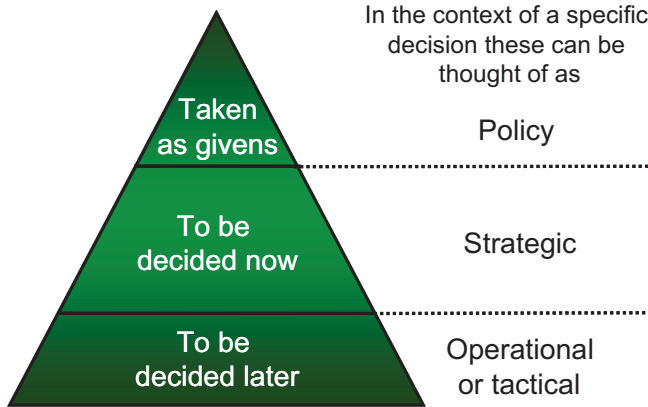 In the context of a specific
decision these can be
thought of as
Taken
as givens
Policy
To be
decided now
Strategic
To be
decided later
Operational
or tactical